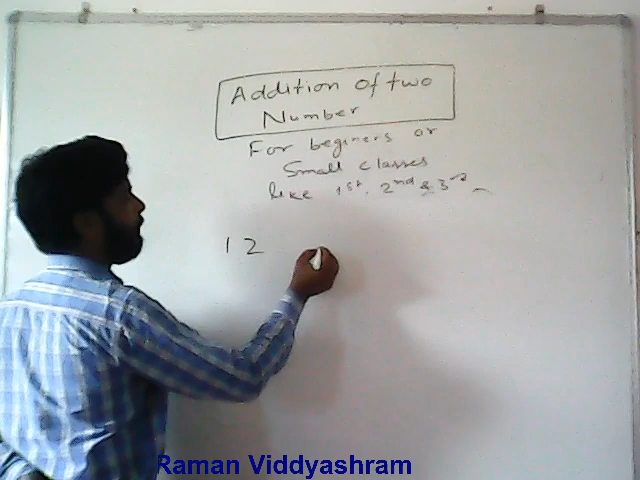 Addition of two
Number
For beginers or
Small classes
like 1st, 2nd & 3rd
12
Raman Viddyashram